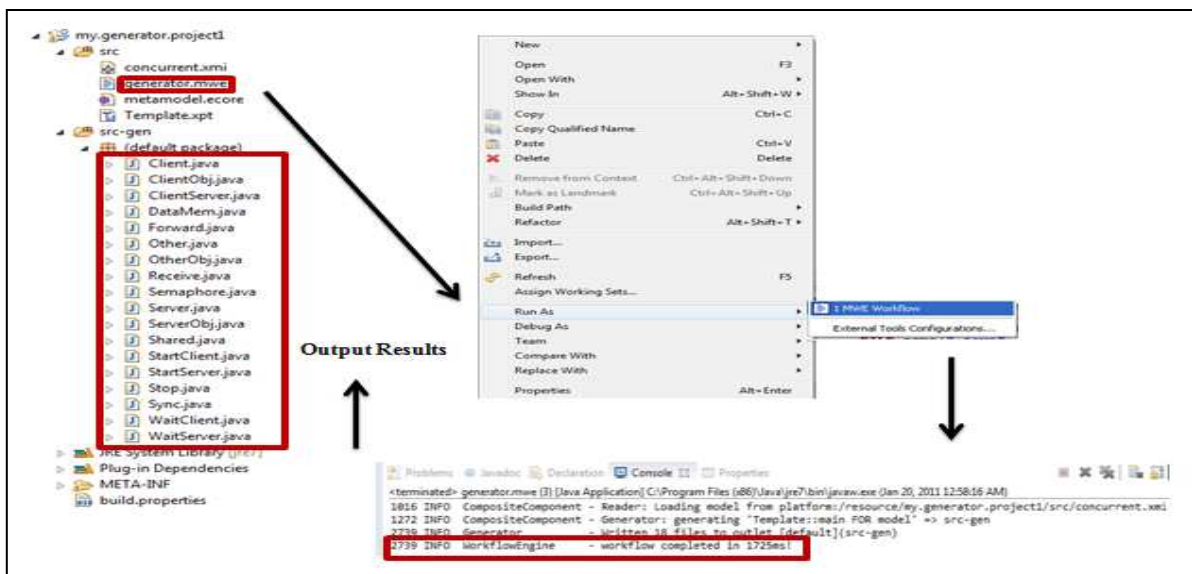 my.generator.project1
src
concurrent.xmi
generator.mwe
metamodel.ecore
Template.xpt
src-gen
(default package)
Client.java
ClientObj.java
ClientServer.java
DataMem.java
Forward.java
Other.java
OtherObj.java
Receive.java
Semaphore.java
Server.java
ServerObj.java
Shared.java
StartClient.java
StartServer.java
Stop.java
Sync.java
WaitClient.java
WaitServer.java
JRE System Library [jre7]
Plug-in Dependencies
META-INF
build.properties
New
Open F3
Open With
Show In Alt+Shift+W
Copy Ctrl+C
Copy Qualified Name
Paste Ctrl+V
Delete Delete
Remove from Context Ctrl+Alt+Shift+Down
Mark as Landmark Ctrl+Alt+Shift+Up
Build Path
Refactor Alt+Shift+T
Import...
Export...
Refresh F5
Assign Working Sets...
Run As
Debug As
Team
Compare With
Replace With
Properties Alt+Enter
1 MWE Workflow
External Tools Configurations...
Output Results
Problems Javadoc Declaration Console Properties
<terminated> generator.mwe (3) [Java Application] C:\Program Files (x86)\Java\jre7\bin\javaw.exe (Jan 20, 2011 12:58:16 AM)
1016 INFO CompositeComponent - Reader: Loading model from platform:/resource/my.generator.project1/src/concurrent.xmi
1272 INFO CompositeComponent - Generator: generating "Template::main FOR model" => src-gen
2739 INFO Generator - Written 18 files to outlet [default](src-gen)
2739 INFO WorkflowEngine - workflow completed in 1725ms!